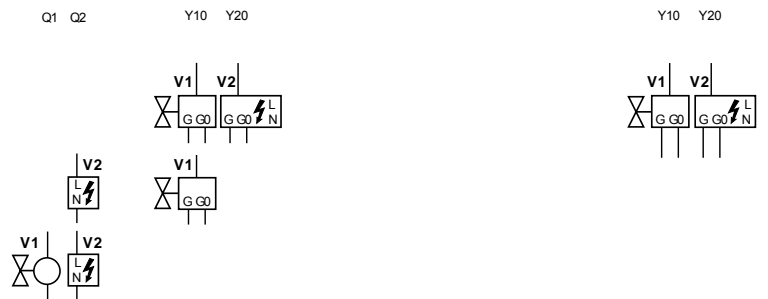 Q1 Q2 Y10 Y20 Y10 Y20
V1 V2 V1 V2
L L
G G0 G G0 N G G0 G G0 N
V2 V1
L
N G G0
V1 V2
L
N